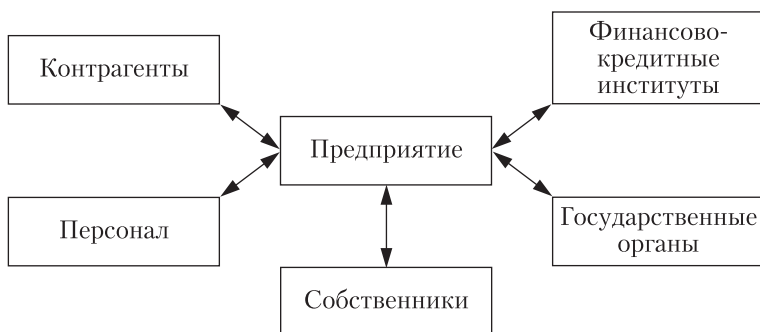 Контрагенты
Финансово-
кредитные
институты
Предприятие
Персонал
Государственные
органы
Собственники